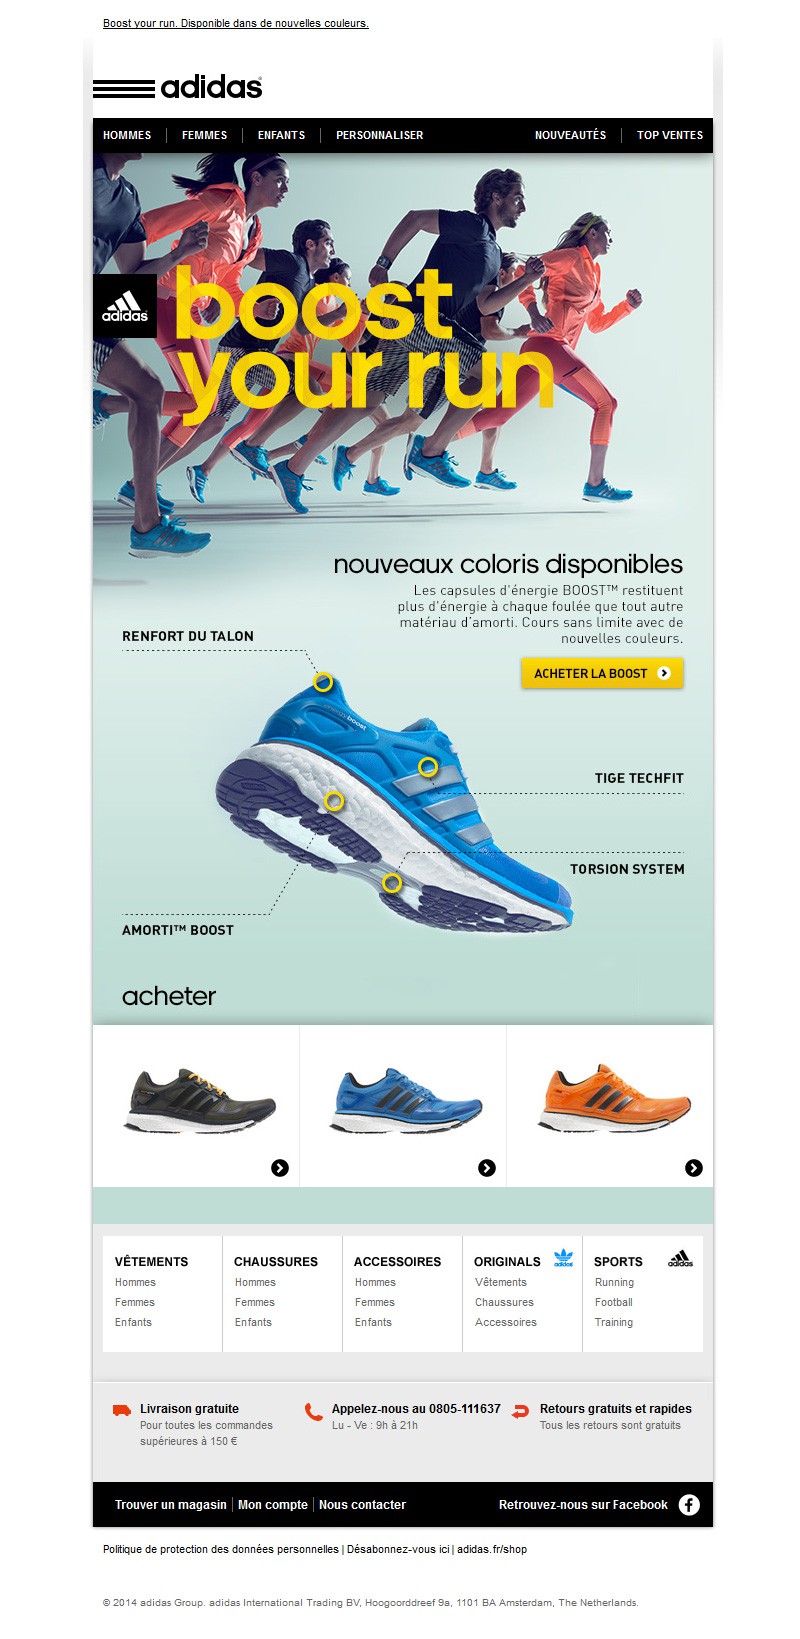 Boost your run. Disponible dans de nouvelles couleurs.
adidas
HOMMES FEMMES ENFANTS PERSONNALISER NOUVEAUTÉS TOP VENTES
adidas
boost
your run
nouveaux coloris disponibles
Les capsules d'énergie BOOST™ restituent
plus d'énergie à chaque foulée que tout autre
matériau d'amorti. Cours sans limite avec de
nouvelles couleurs.
ACHETER LA BOOST
RENFORT DU TALON
energy boost
TIGE TECHFIT
TORSION SYSTEM
AMORTI™ BOOST
acheter
VÊTEMENTS
Hommes
Femmes
Enfants
CHAUSSURES
Hommes
Femmes
Enfants
ACCESSOIRES
Hommes
Femmes
Enfants
ORIGINALS
adidas
Vêtements
Chaussures
Accessoires
SPORTS
adidas
Running
Football
Training
Livraison gratuite
Pour toutes les commandes
supérieures à 150 €
Appelez-nous au 0805-111637
Lu - Ve : 9h à 21h
Retours gratuits et rapides
Tous les retours sont gratuits
Trouver un magasin | Mon compte | Nous contacter
Retrouvez-nous sur Facebook
Politique de protection des données personnelles | Désabonnez-vous ici | adidas.fr/shop
© 2014 adidas Group. adidas International Trading BV, Hoogoorddreef 9a, 1101 BA Amsterdam, The Netherlands.